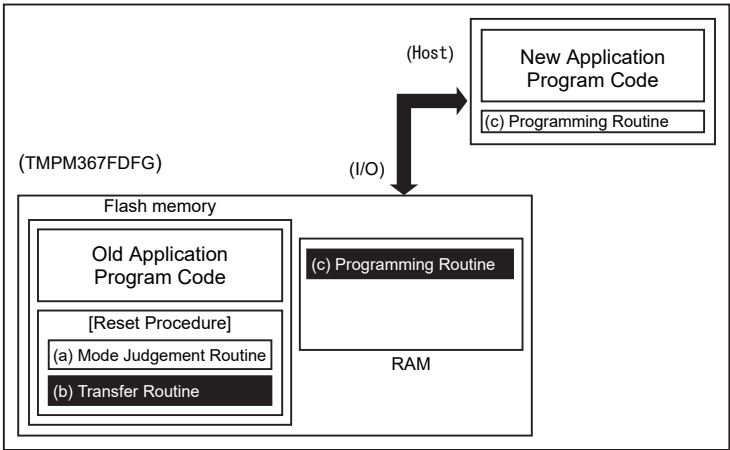 (Host)
New Application
Program Code
(c) Programming Routine
(TMPM367FDFG)
(I/O)
Flash memory
Old Application
Program Code
(c) Programming Routine
[Reset Procedure]
(a) Mode Judgement Routine
(b) Transfer Routine
RAM